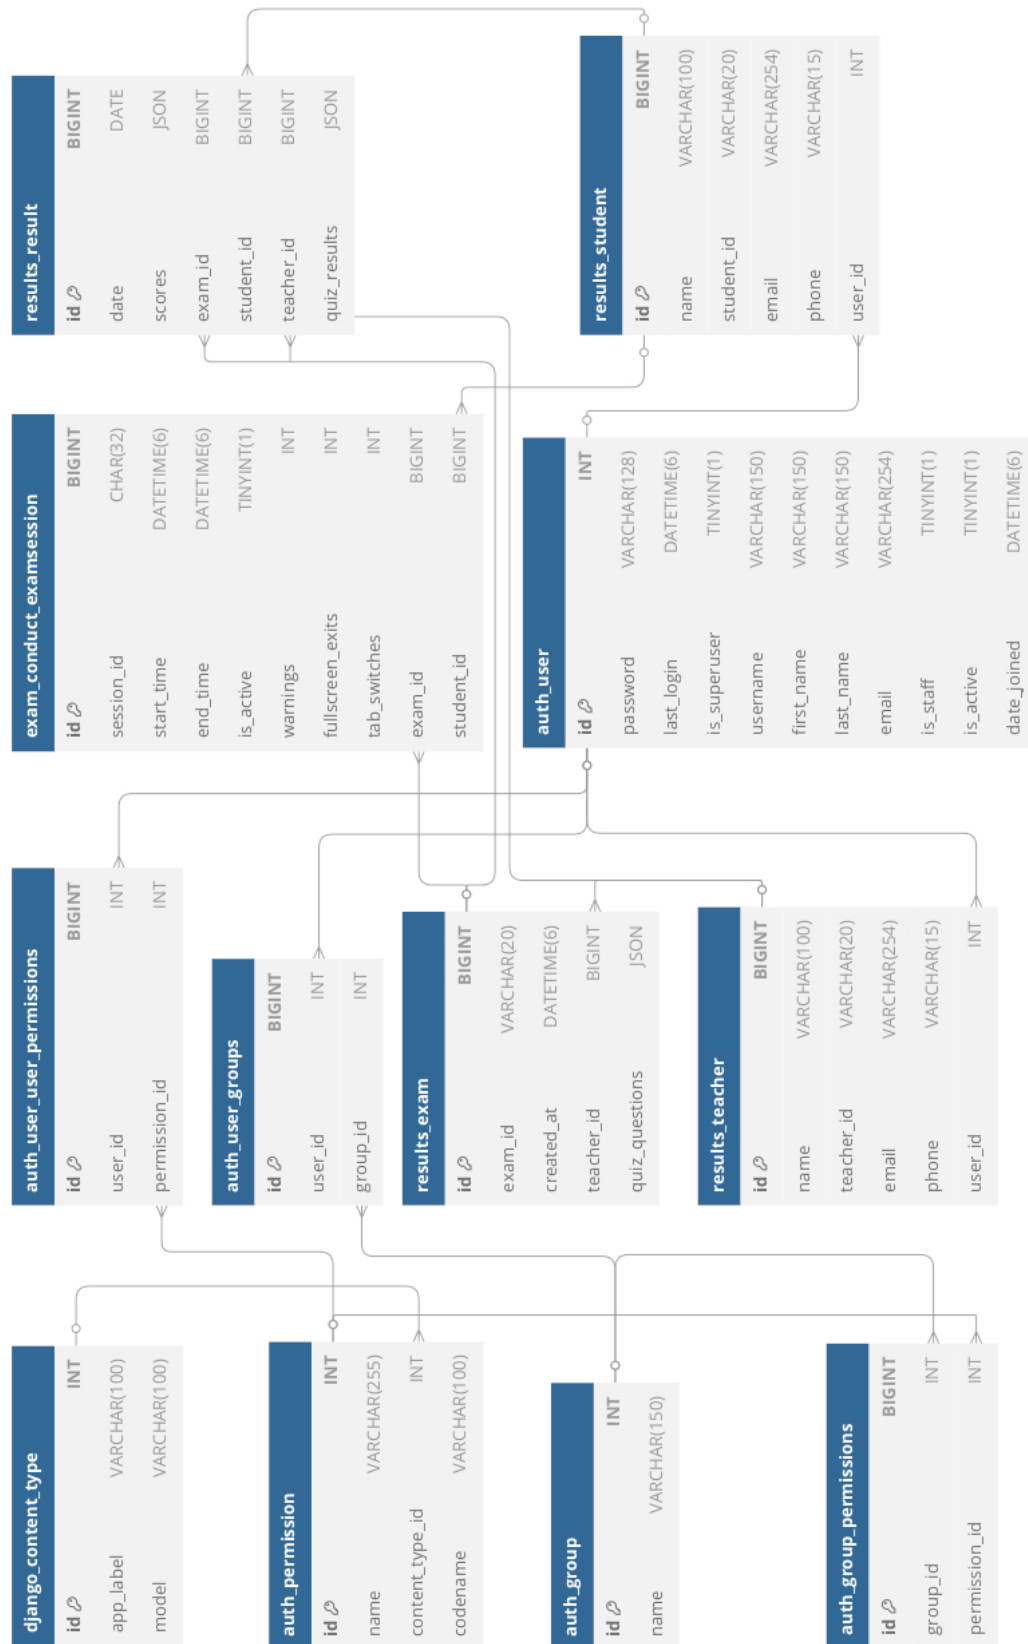 django_content_type
id INT
app_label VARCHAR(100)
model VARCHAR(100)
auth_permission
id INT
name VARCHAR(255)
content_type_id INT
codename VARCHAR(100)
auth_group
id INT
name VARCHAR(150)
auth_group_permissions
id BIGINT
group_id INT
permission_id INT
auth_user_user_permissions
id BIGINT
user_id INT
permission_id INT
auth_user_groups
id BIGINT
user_id INT
group_id INT
results_exam
id BIGINT
exam_id VARCHAR(20)
created_at DATETIME(6)
teacher_id BIGINT
quiz_questions JSON
results_teacher
id BIGINT
name VARCHAR(100)
teacher_id VARCHAR(20)
email VARCHAR(254)
phone VARCHAR(15)
user_id INT
exam_conduct_examsession
id BIGINT
session_id CHAR(32)
start_time DATETIME(6)
end_time DATETIME(6)
is_active TINYINT(1)
warnings INT
fullscreen_exits INT
tab_switches INT
exam_id BIGINT
student_id BIGINT
auth_user
id INT
password VARCHAR(128)
last_login DATETIME(6)
is_superuser TINYINT(1)
username VARCHAR(150)
first_name VARCHAR(150)
last_name VARCHAR(150)
email VARCHAR(254)
is_staff TINYINT(1)
is_active TINYINT(1)
date_joined DATETIME(6)
results_result
id BIGINT
date DATE
scores JSON
exam_id BIGINT
student_id BIGINT
teacher_id BIGINT
quiz_results JSON
results_student
id BIGINT
name VARCHAR(100)
student_id VARCHAR(20)
email VARCHAR(254)
phone VARCHAR(15)
user_id INT